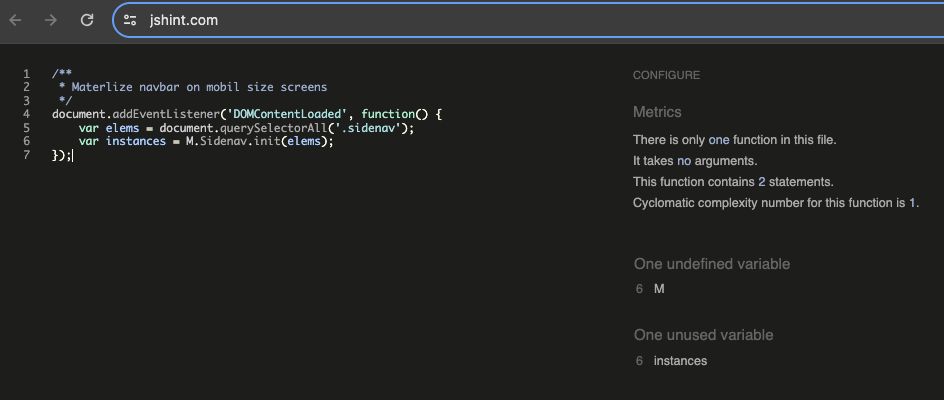 jshint.com
1 /**
2  * Materlize navbar on mobil size screens
3  */
4 document.addEventListener('DOMContentLoaded', function() {
5     var elems = document.querySelectorAll('.sidenav');
6     var instances = M.Sidenav.init(elems);
7 });
CONFIGURE
Metrics
There is only one function in this file.
It takes no arguments.
This function contains 2 statements.
Cyclomatic complexity number for this function is 1.
One undefined variable
6 M
One unused variable
6 instances